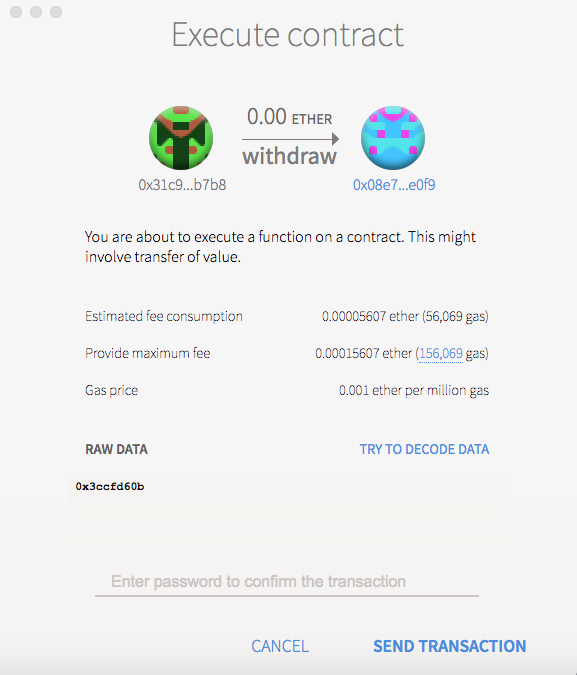 Execute contract
0.00 ETHER
withdraw
0x31c9...b7b8
0x08e7...e0f9
You are about to execute a function on a contract. This might
involve transfer of value.
Estimated fee consumption 0.00005607 ether (56,069 gas)
Provide maximum fee 0.00015607 ether (156,069 gas)
Gas price 0.001 ether per million gas
RAW DATA TRY TO DECODE DATA
0x3ccfd60b
Enter password to confirm the transaction
CANCEL SEND TRANSACTION